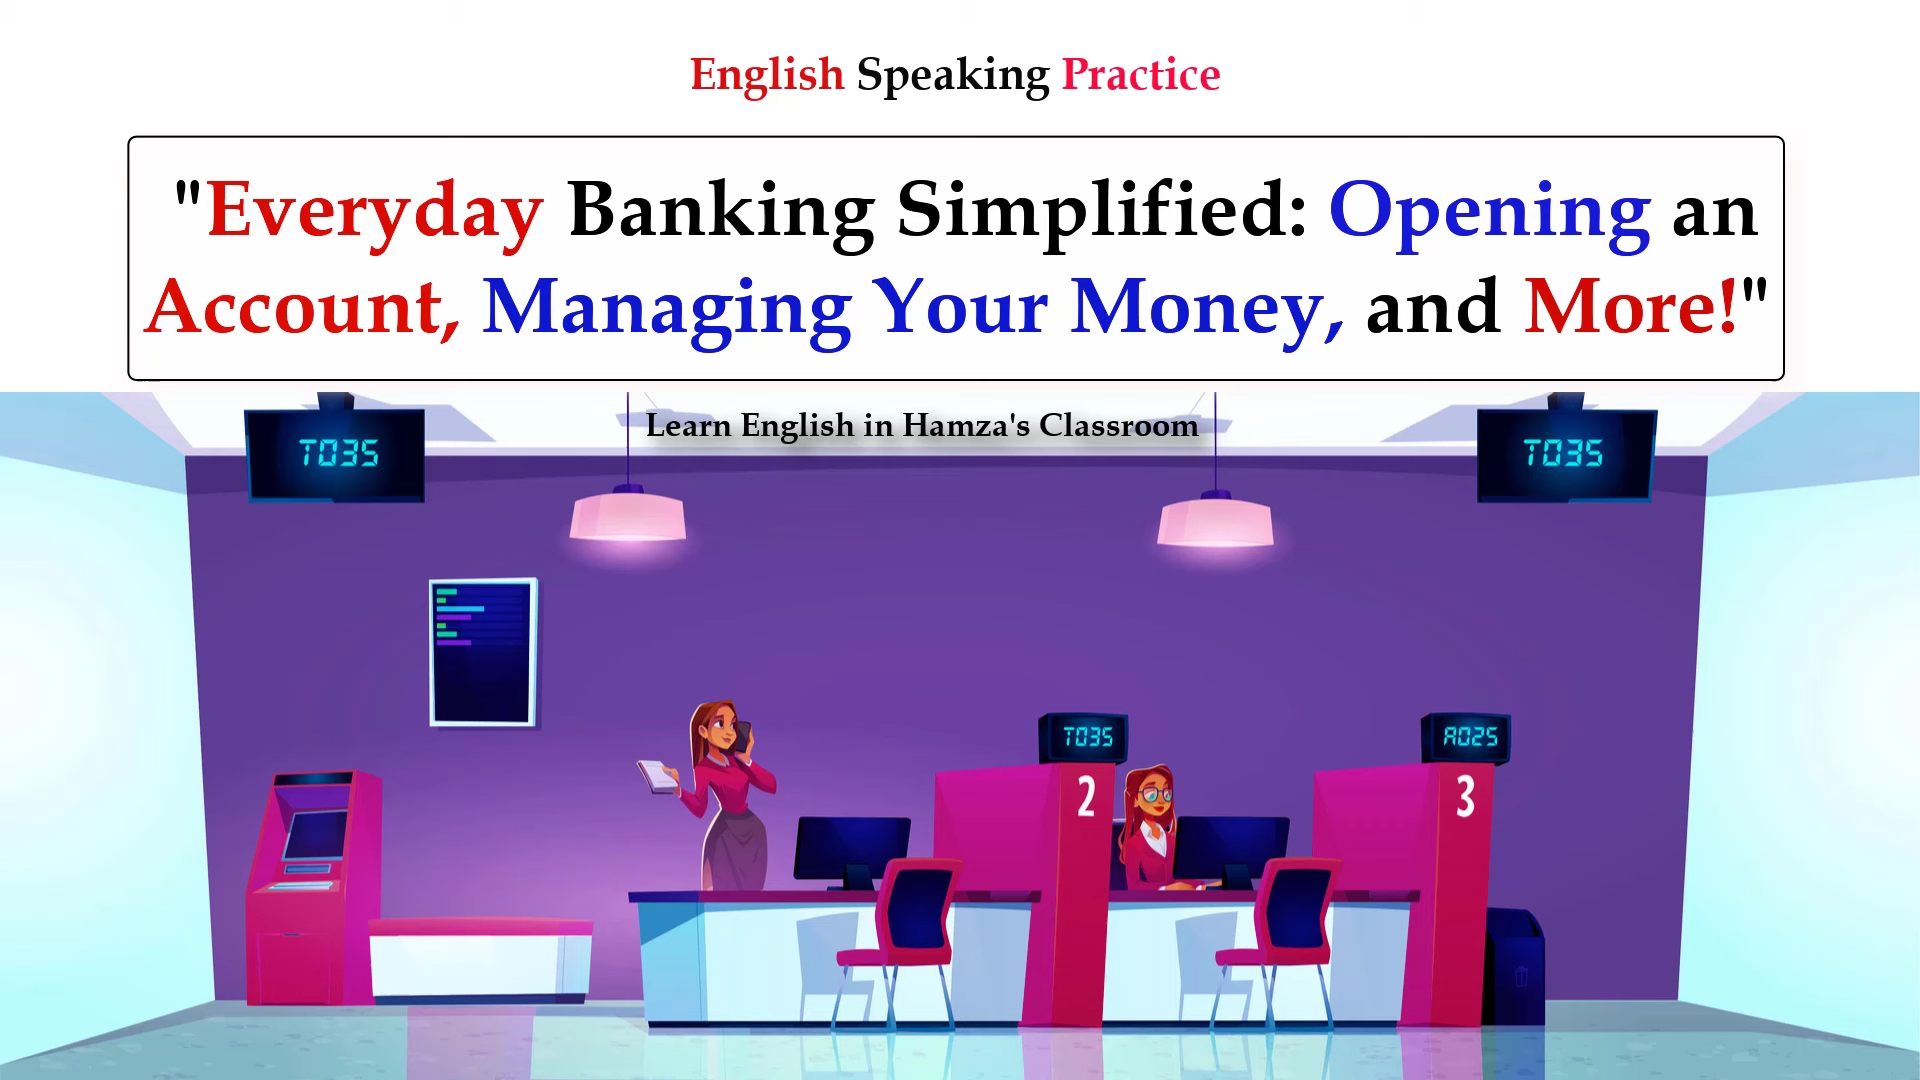 English Speaking Practice
"Everyday Banking Simplified: Opening an
Account, Managing Your Money, and More!"
Learn English in Hamza's Classroom
T035
T035
T035
A025
2
3